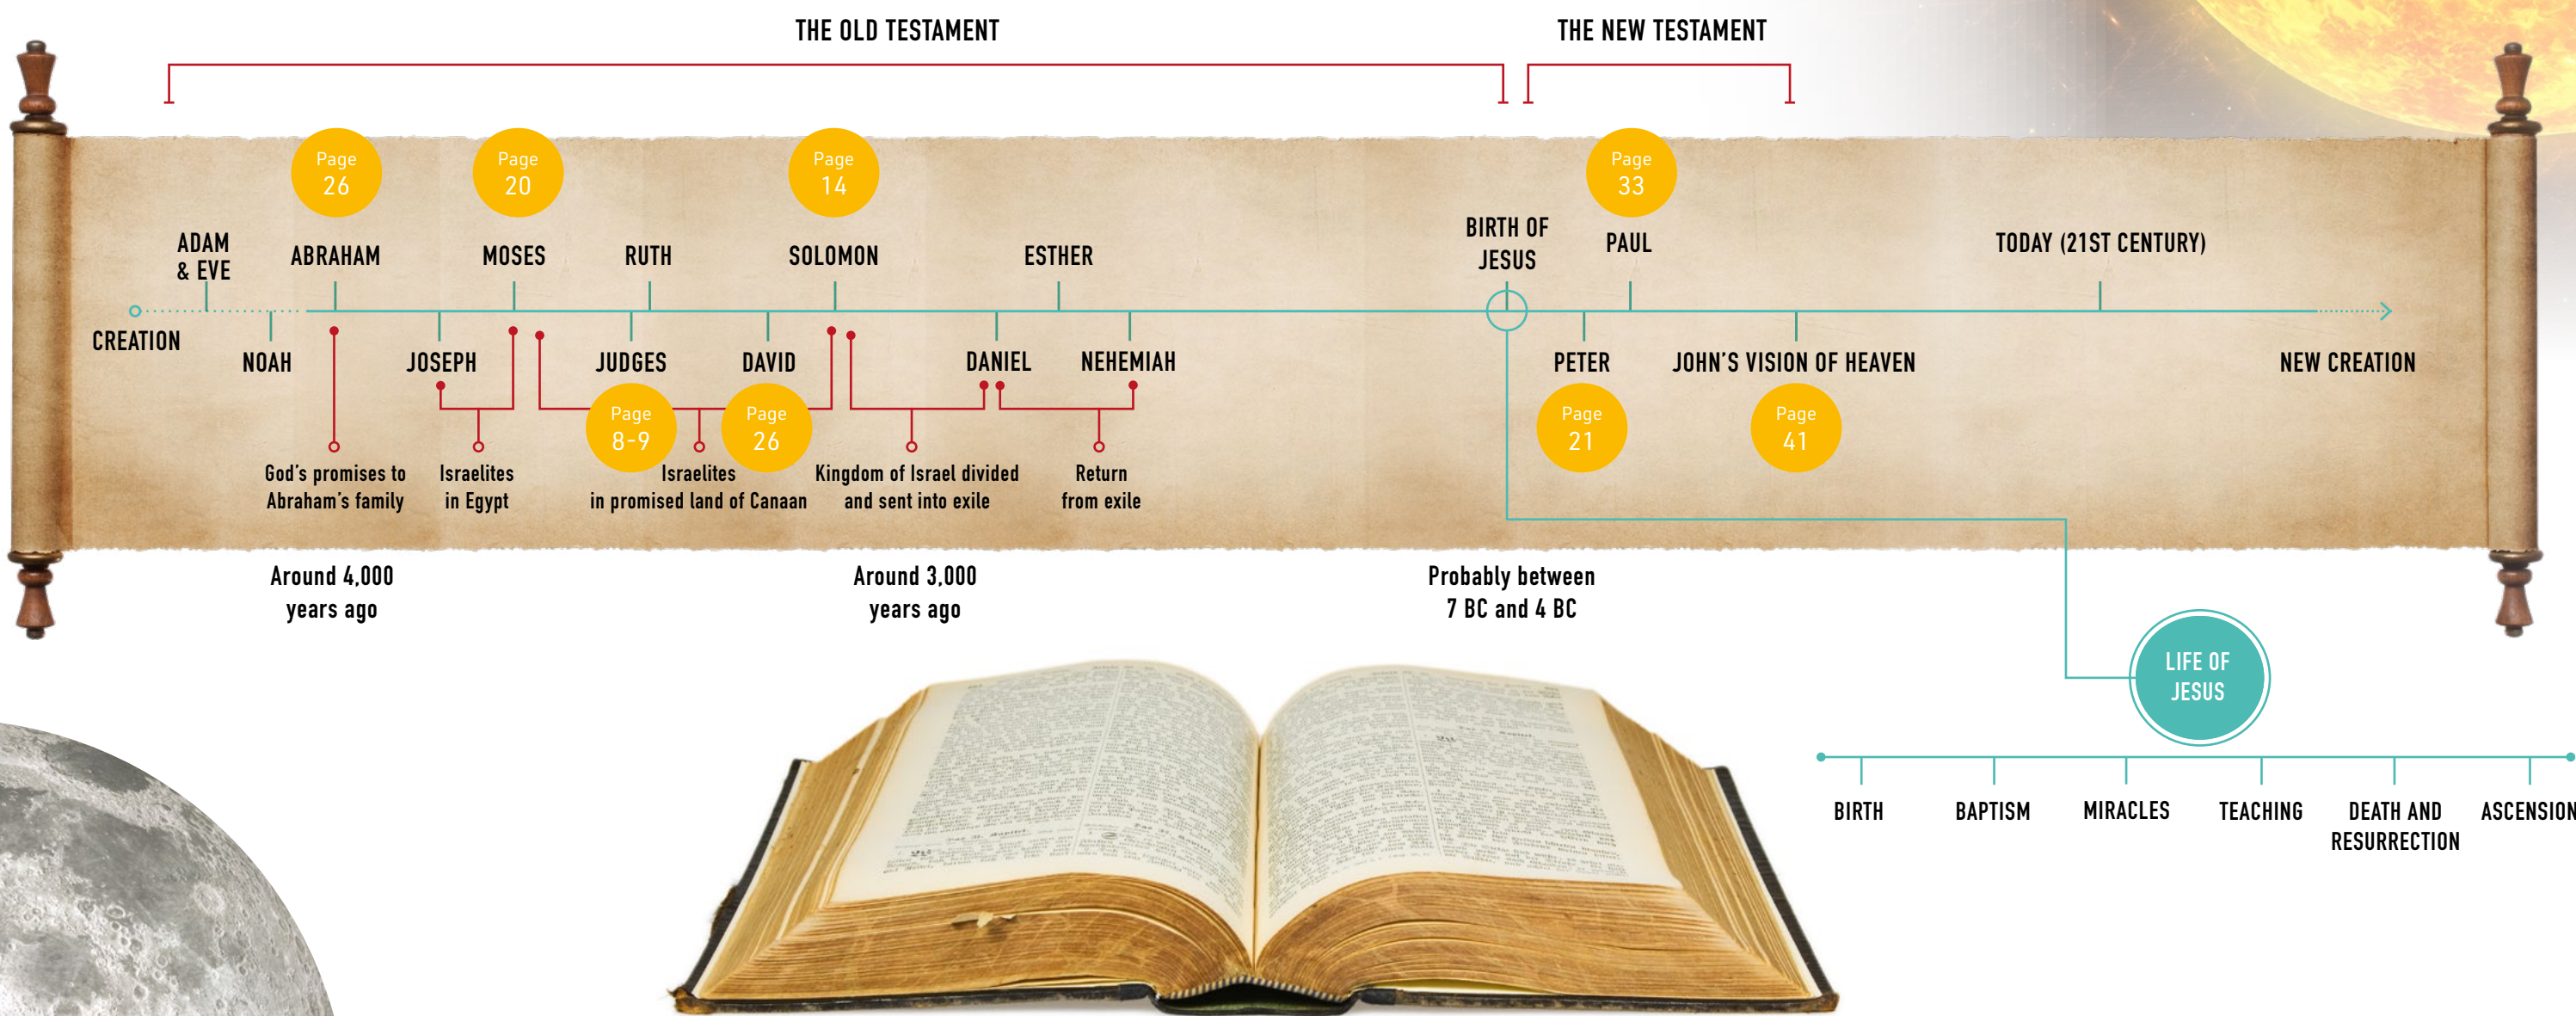 THE OLD TESTAMENT
THE NEW TESTAMENT
Page
26
Page
20
Page
14
Page
33
ADAM
& EVE
ABRAHAM
MOSES
RUTH
SOLOMON
ESTHER
BIRTH OF
JESUS
PAUL
TODAY (21ST CENTURY)
CREATION
NOAH
JOSEPH
JUDGES
DAVID
DANIEL
NEHEMIAH
PETER
JOHN'S VISION OF HEAVEN
NEW CREATION
Page
8-9
Page
26
Page
21
Page
41
God's promises to
Abraham's family
Israelites
in Egypt
Israelites
in promised land of Canaan
Kingdom of Israel divided
and sent into exile
Return
from exile
Around 4,000
years ago
Around 3,000
years ago
Probably between
7 BC and 4 BC
LIFE OF
JESUS
BIRTH
BAPTISM
MIRACLES
TEACHING
DEATH AND
RESURRECTION
ASCENSION